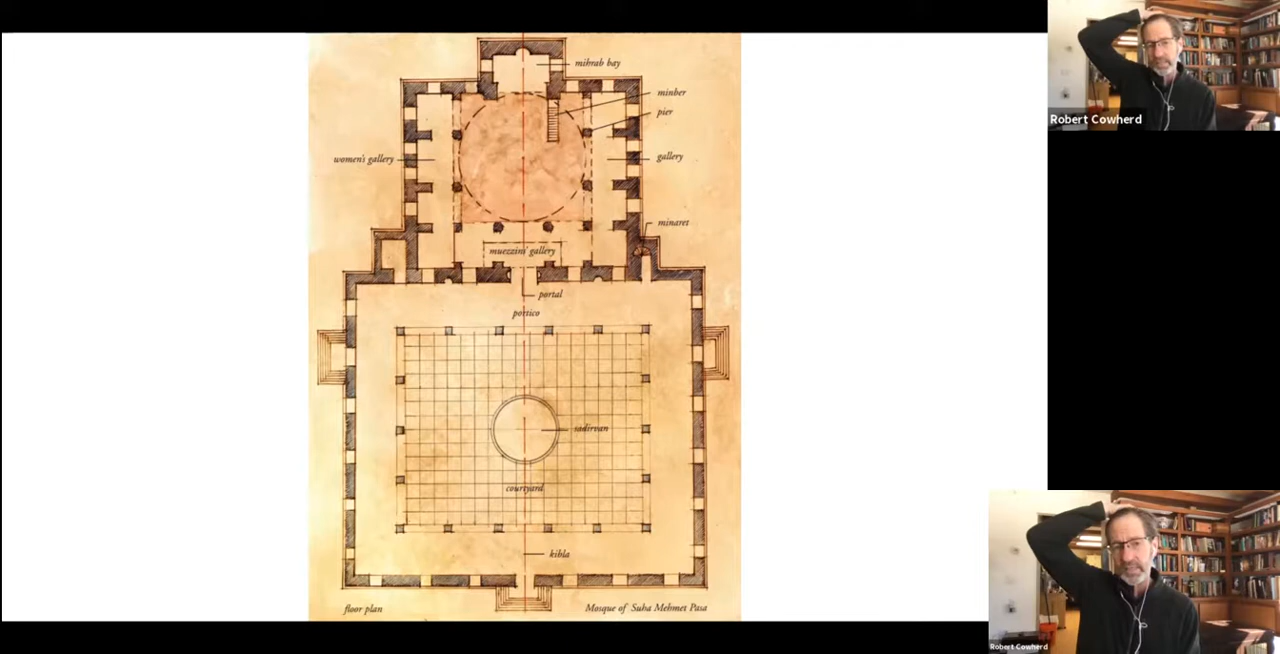 mihrab bay
minber
pier
women's gallery
gallery
minaret
muezzins' gallery
portal
portico
sadirvan
courtyard
kibla
floor plan
Mosque of Suha Mehmet Pasa
Robert Cowherd
Robert Cowherd